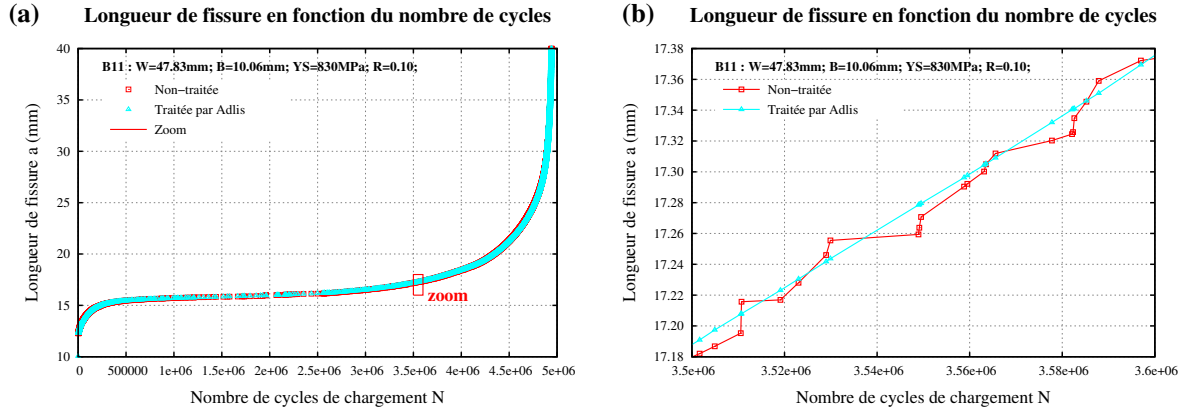 (a) Longueur de fissure en fonction du nombre de cycles
40
35
30
25
20
15
10
B11 : W=47.83mm; B=10.06mm; YS=830MPa; R=0.10;
Non−traitée
Traitée par Adlis
Zoom
zoom
Longueur de fissure a (mm)
0 500000 1e+06 1.5e+06 2e+06 2.5e+06 3e+06 3.5e+06 4e+06 4.5e+06 5e+06
Nombre de cycles de chargement N
(b) Longueur de fissure en fonction du nombre de cycles
17.38
17.36
17.34
17.32
17.30
17.28
17.26
17.24
17.22
17.20
17.18
B11 : W=47.83mm; B=10.06mm; YS=830MPa; R=0.10;
Non−traitée
Traitée par Adlis
Longueur de fissure a (mm)
3.5e+06 3.52e+06 3.54e+06 3.56e+06 3.58e+06 3.6e+06
Nombre de cycles de chargement N